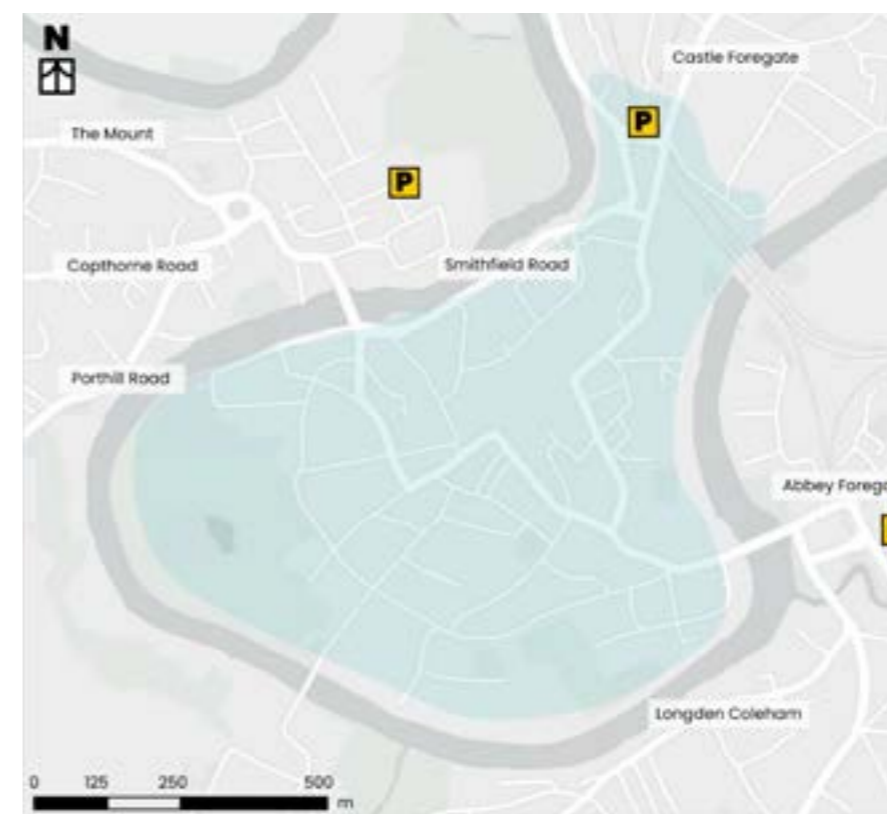 N
Castle Foregate
P
The Mount
P
Smithfield Road
Copthorne Road
Porthill Road
Abbey Forega
Longden Coleham
0 125 250 500
m